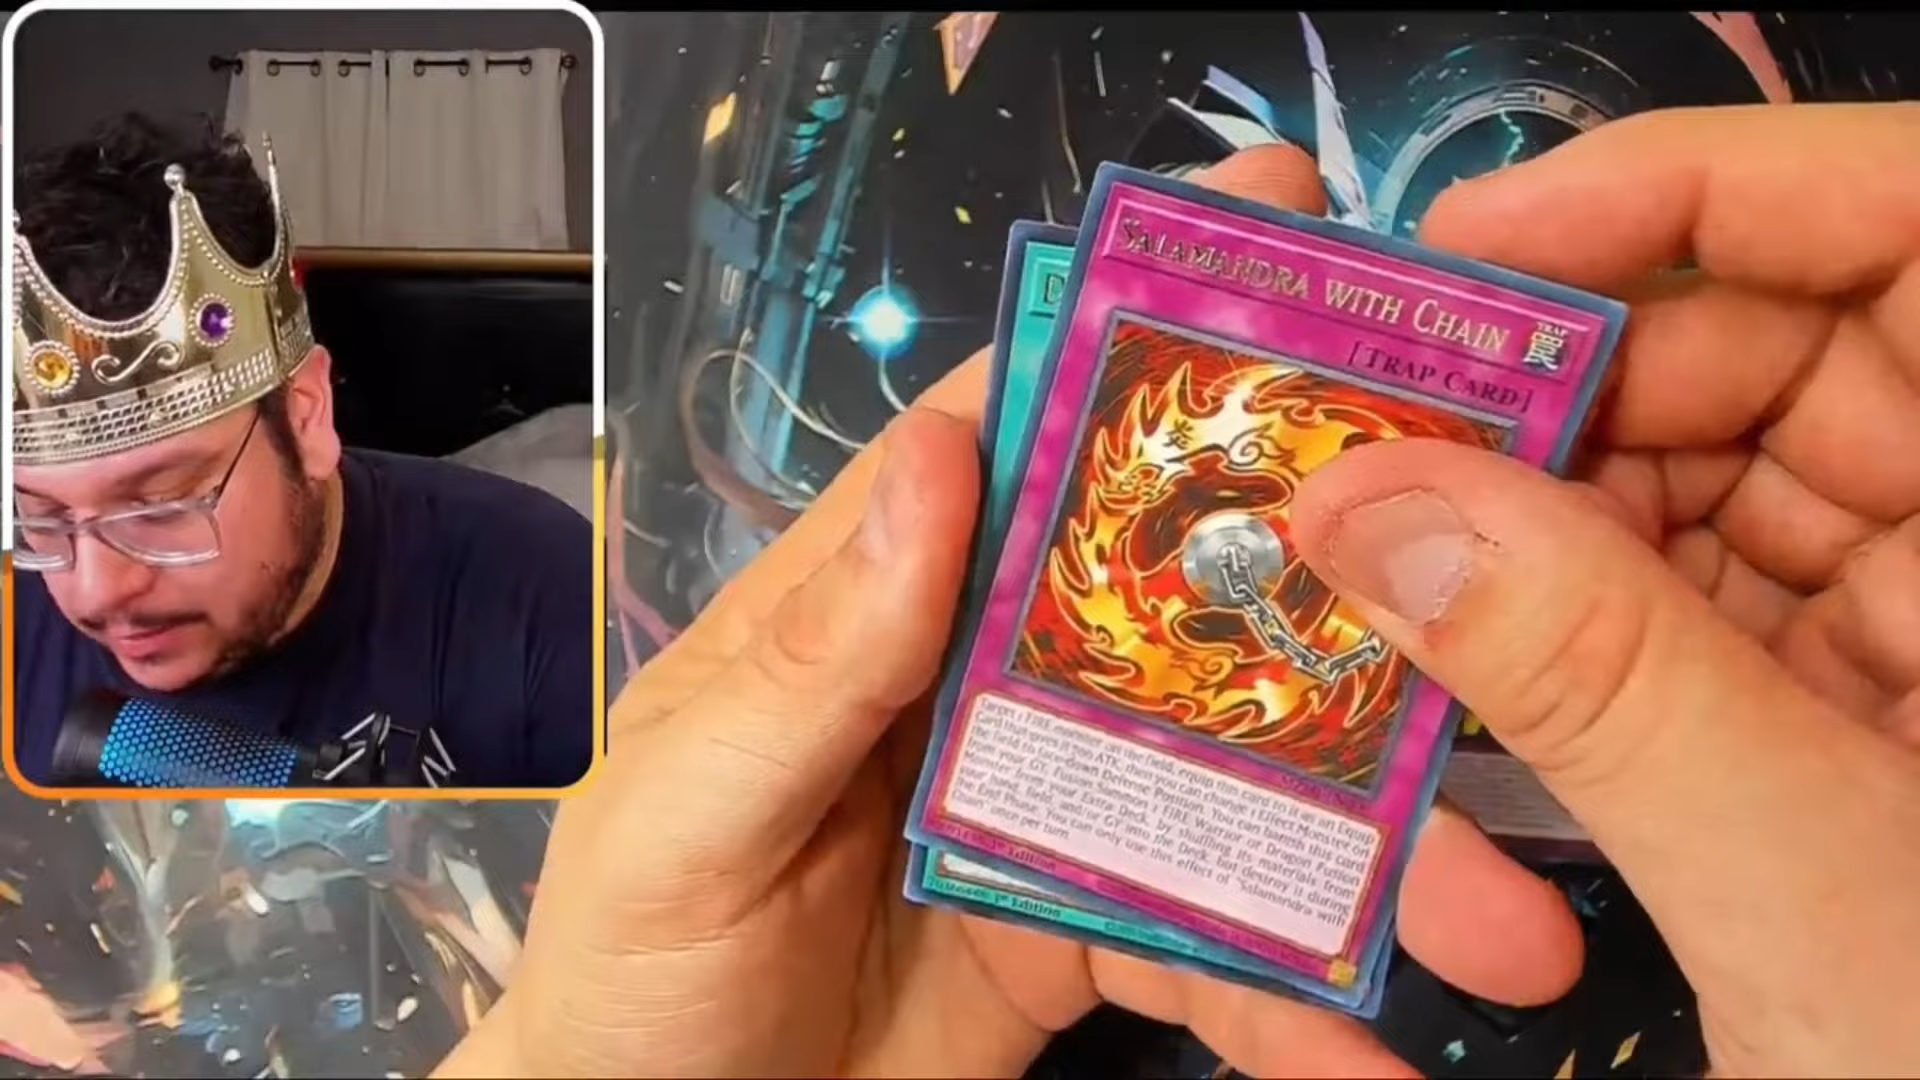 D
SALAMANDRA WITH CHAIN
TRAP
[TRAP CARD]
炎
Target 1 FIRE monster on the field; equip this card to it as an Equip
Card that gives it 700 ATK, then you can change 1 Effect Monster on
the field to face-down Defense Position. You can banish this card
from your GY; Fusion Summon 1 FIRE Warrior or Dragon Fusion
Monster from your Extra Deck, by shuffling its materials from
your hand, field, and/or GY into the Deck, but destroy it during
the End Phase. You can only use this effect of "Salamandra with
Chain" once per turn.
1st Edition
1st Edition